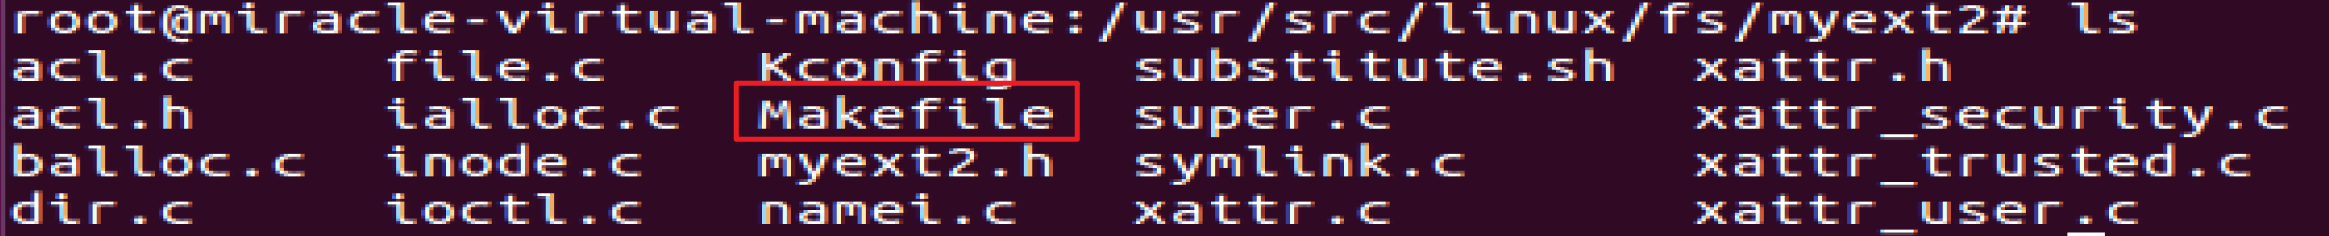 root@miracle-virtual-machine:/usr/src/linux/fs/myext2# ls
acl.c file.c Kconfig substitute.sh xattr.h
acl.h ialloc.c Makefile super.c xattr_security.c
balloc.c inode.c myext2.h symlink.c xattr_trusted.c
dir.c ioctl.c namei.c xattr.c xattr_user.c